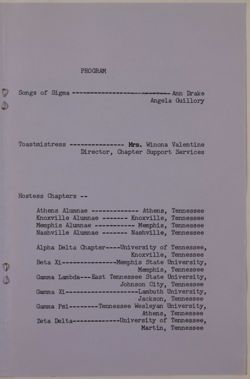 PROGRAM
Songs of Sigma -------------------------- Ann Drake
Angela Guillory
Toastmistress --------------- Mrs. Winona Valentine
Director, Chapter Support Services
Hostess Chapters --
Athens Alumnae ------------- Athens, Tennessee
Knoxville Alumnae ------- Knoxville, Tennessee
Memphis Alumnae ----------- Memphis, Tennessee
Nashville Alumnae ------- Nashville, Tennessee
Alpha Delta Chapter----University of Tennessee,
Knoxville, Tennessee
Beta Xi---------------Memphis State University,
Memphis, Tennessee
Gamma Lambda---East Tennessee State University,
Johnson City, Tennessee
Gamma Xi--------------------Lambuth University,
Jackson, Tennessee
Gamma Psi--------Tennessee Wesleyan University,
Athens, Tennessee
Zeta Delta-------------University of Tennessee,
Martin, Tennessee